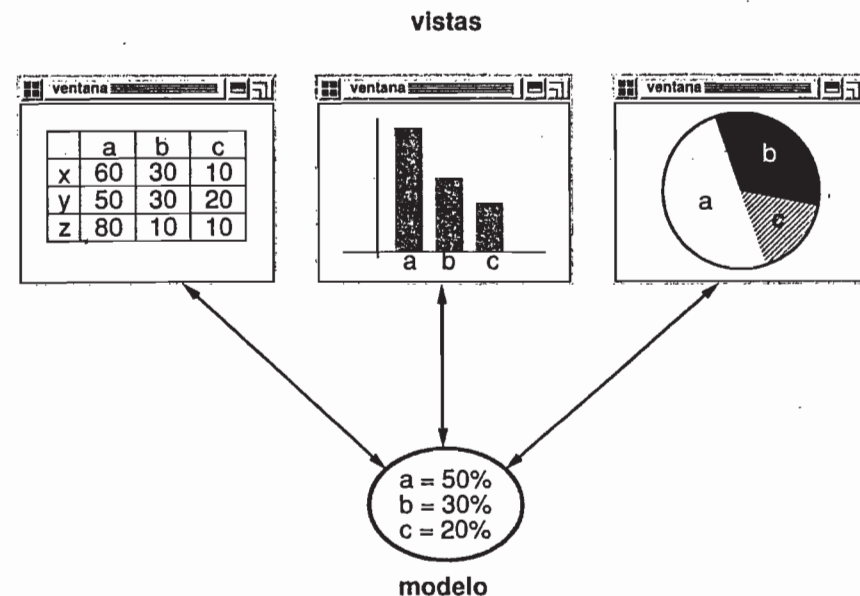 vistas
ventana
a b c
x 60 30 10
y 50 30 20
z 80 10 10
ventana
a b c
ventana
b
a
c
a = 50%
b = 30%
c = 20%
modelo